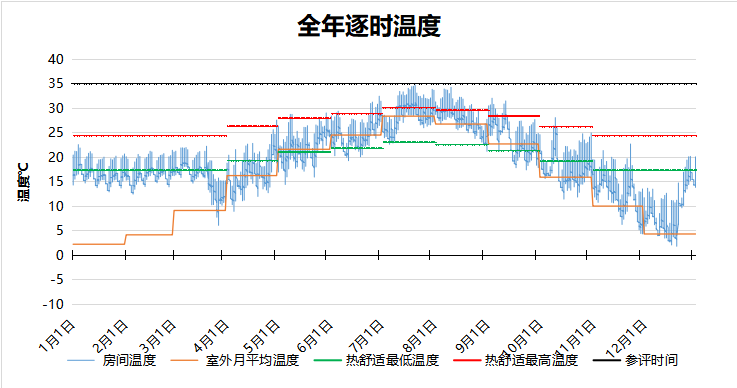 全年逐时温度
40
35
30
25
20
15
10
5
0
-5
-10
温度℃
1月1日
2月1日
3月1日
4月1日
5月1日
6月1日
7月1日
8月1日
9月1日
10月1日
11月1日
12月1日
房间温度 室外月平均温度 热舒适最低温度 热舒适最高温度 参评时间